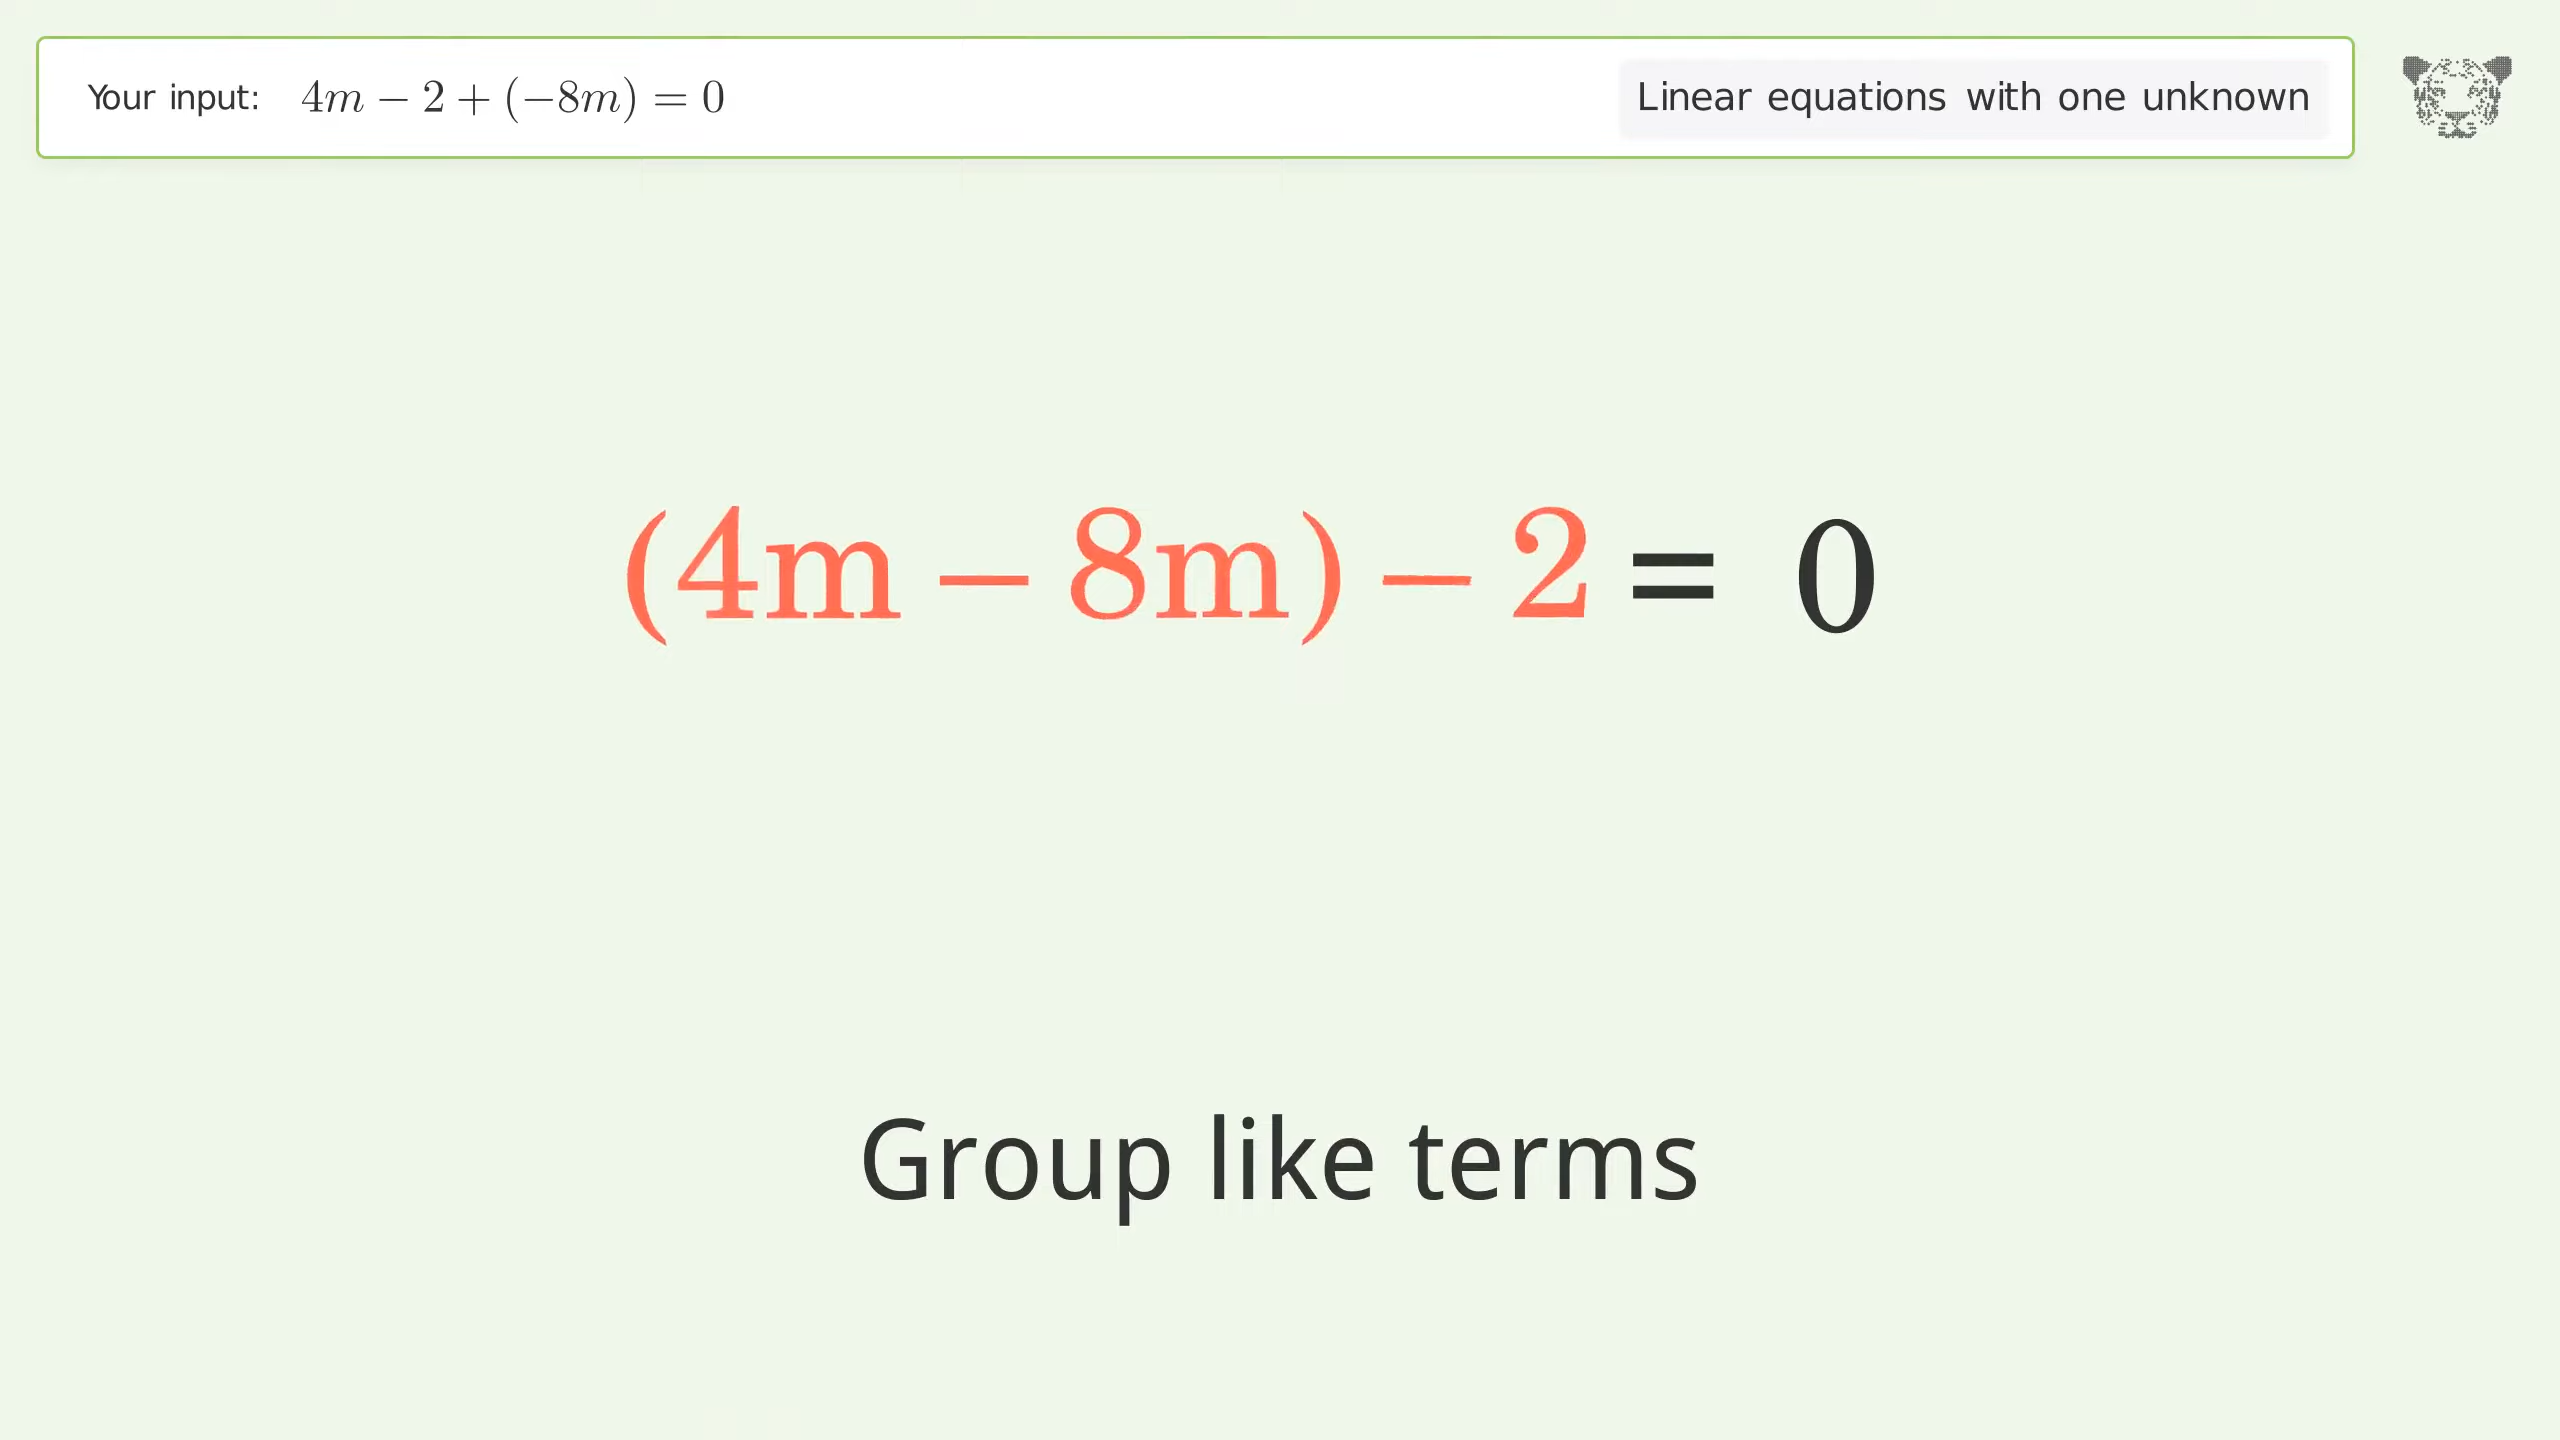 Your input: 4m − 2 + (−8m) = 0
Linear equations with one unknown
(4m − 8m) − 2 = 0
Group like terms